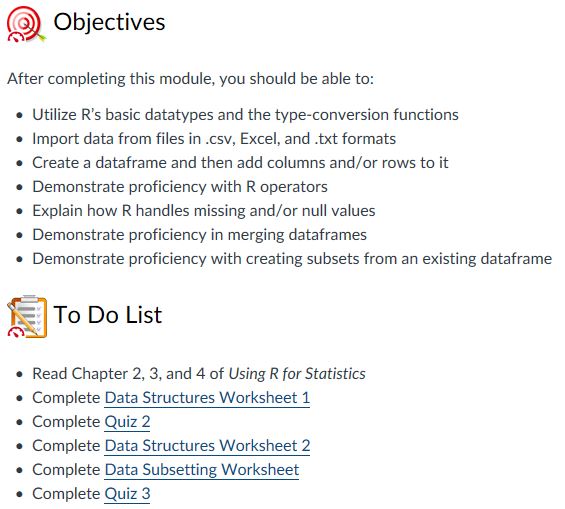 Objectives
After completing this module, you should be able to:
• Utilize R's basic datatypes and the type-conversion functions
• Import data from files in .csv, Excel, and .txt formats
• Create a dataframe and then add columns and/or rows to it
• Demonstrate proficiency with R operators
• Explain how R handles missing and/or null values
• Demonstrate proficiency in merging dataframes
• Demonstrate proficiency with creating subsets from an existing dataframe
To Do List
• Read Chapter 2, 3, and 4 of Using R for Statistics
• Complete Data Structures Worksheet 1
• Complete Quiz 2
• Complete Data Structures Worksheet 2
• Complete Data Subsetting Worksheet
• Complete Quiz 3